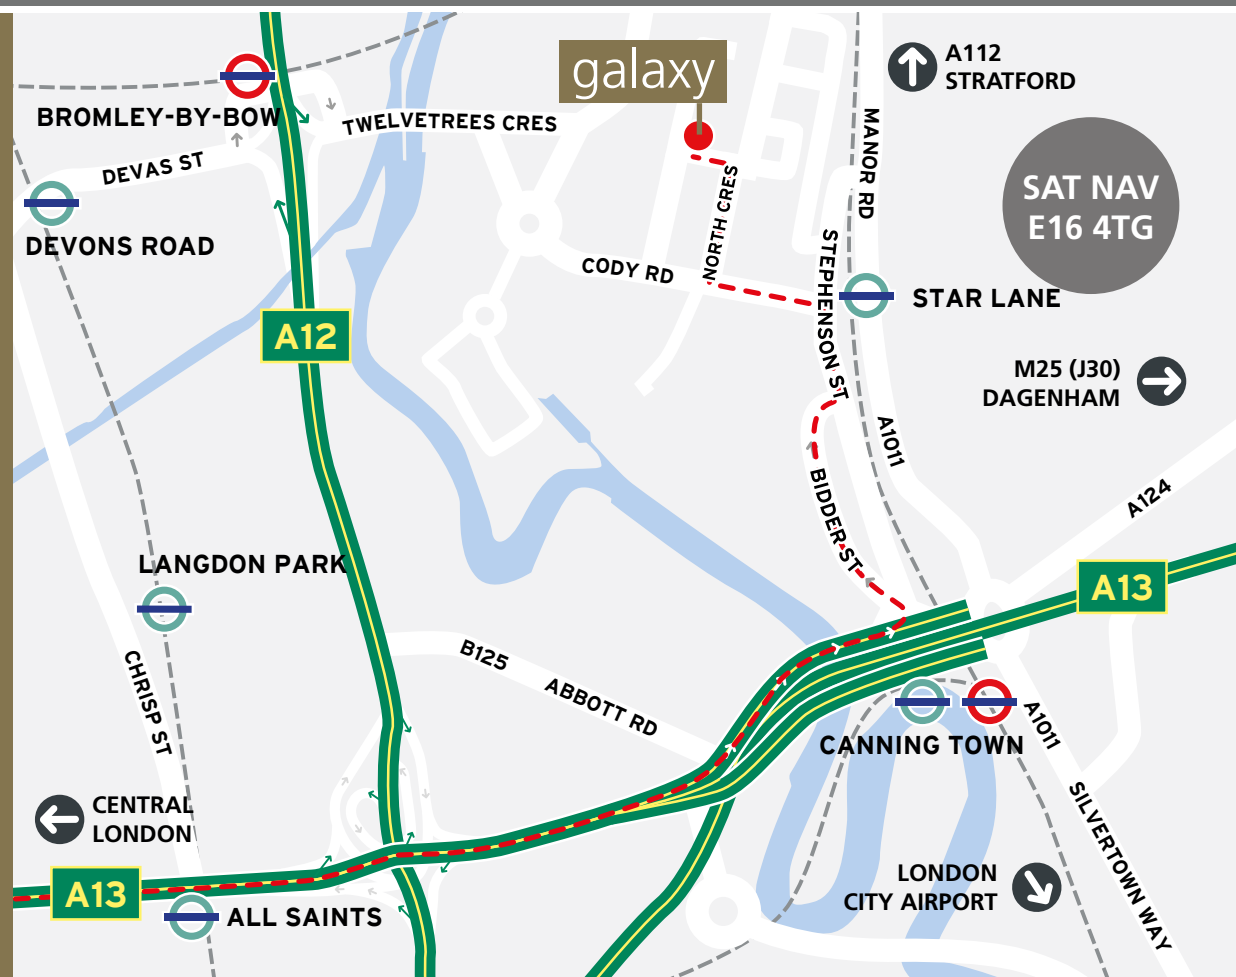 galaxy
A112
STRATFORD
BROMLEY-BY-BOW
TWELVETREES CRES
MANOR RD
DEVAS ST
SAT NAV
E16 4TG
NORTH CRES
DEVONS ROAD
CODY RD
STEPHENSON ST
STAR LANE
A12
M25 (J30)
DAGENHAM
A1011
BIDDER ST
A124
LANGDON PARK
A13
B125
ABBOTT RD
CHRISP ST
A1011
CANNING TOWN
CENTRAL
LONDON
SILVERTOWN WAY
A13
LONDON
CITY AIRPORT
ALL SAINTS